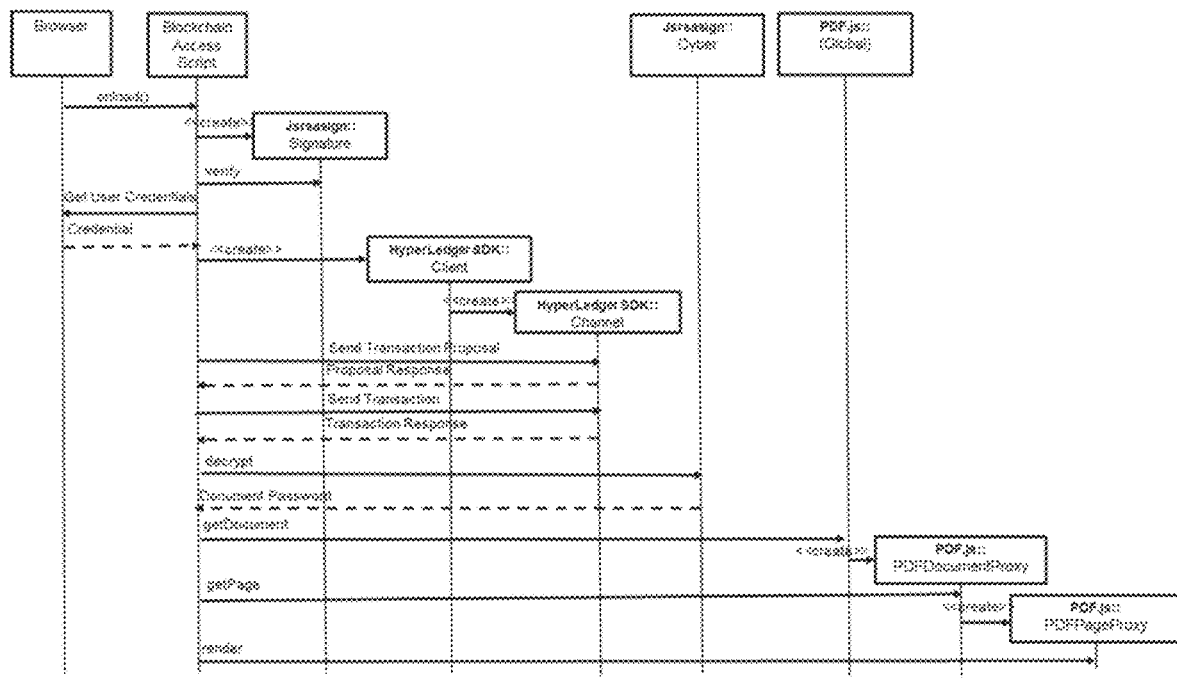 Browser
Blockchain
Access
Script
Jsrsasign::
Cyber
PDF.js::
(Global)
onload()
<<create>>
Jsrsasign::
Signature
verify
Get User Credentials
Credential
<<create>>
HyperLedger SDK::
Client
<<create>>
HyperLedger SDK::
Channel
Send Transaction Proposal
Proposal Response
Send Transaction
Transaction Response
decrypt
Document Password
getDocument
<<create>>
PDF.js::
PDFDocumentProxy
getPage
<<create>>
PDF.js::
PDFPageProxy
render